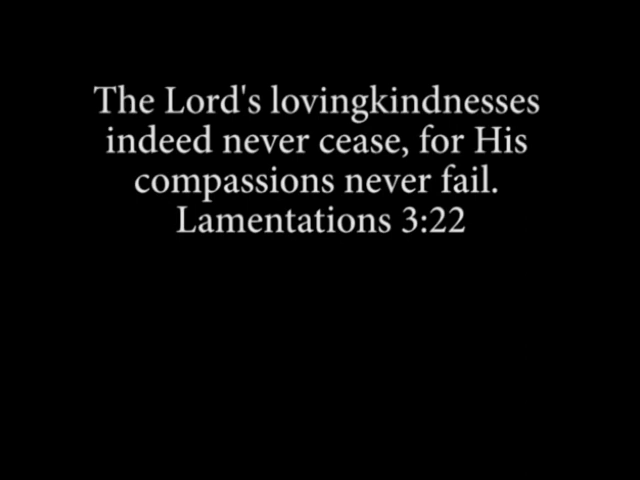 The Lord's lovingkindnesses
indeed never cease, for His
compassions never fail.
Lamentations 3:22